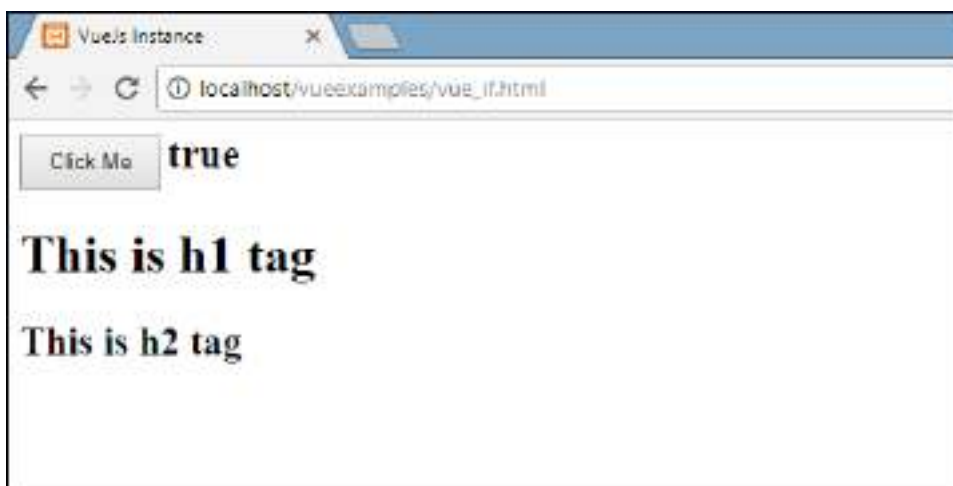 VueJs Instance
localhost/vueexamples/vue_if.html
Click Me true
This is h1 tag
This is h2 tag